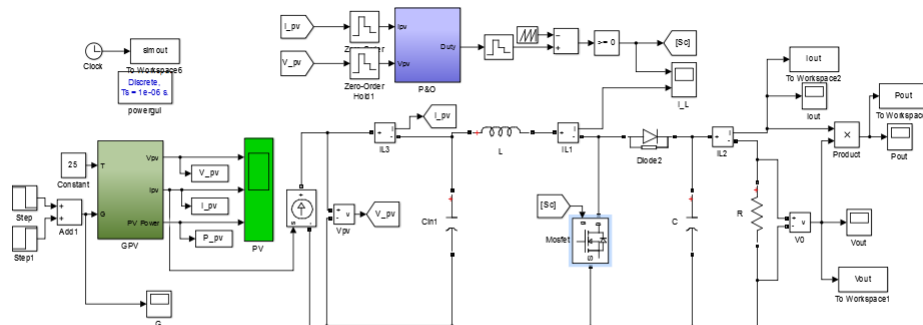 I_pv
V_pv
Zero-Order
Zero-Order
Hold1
Ipv
Vpv
Duty
P&O
>= 0
[Sc]
I_L
Clock
simout
To Workspace6
Discrete,
Ts = 1e-06 s.
powergui
Iout
To Workspace2
Iout
Pout
To Workspace
Product
Pout
I_pv
IL3
L
IL1
Diode2
IL2
25
Constant
T
G
Vpv
Ipv
PV Power
GPV
V_pv
I_pv
P_pv
PV
Step
Step1
Add1
G
v
Vpv
V_pv
Cin1
[Sc]
Mosfet
C
R
v
V0
Vout
Vout
To Workspace1